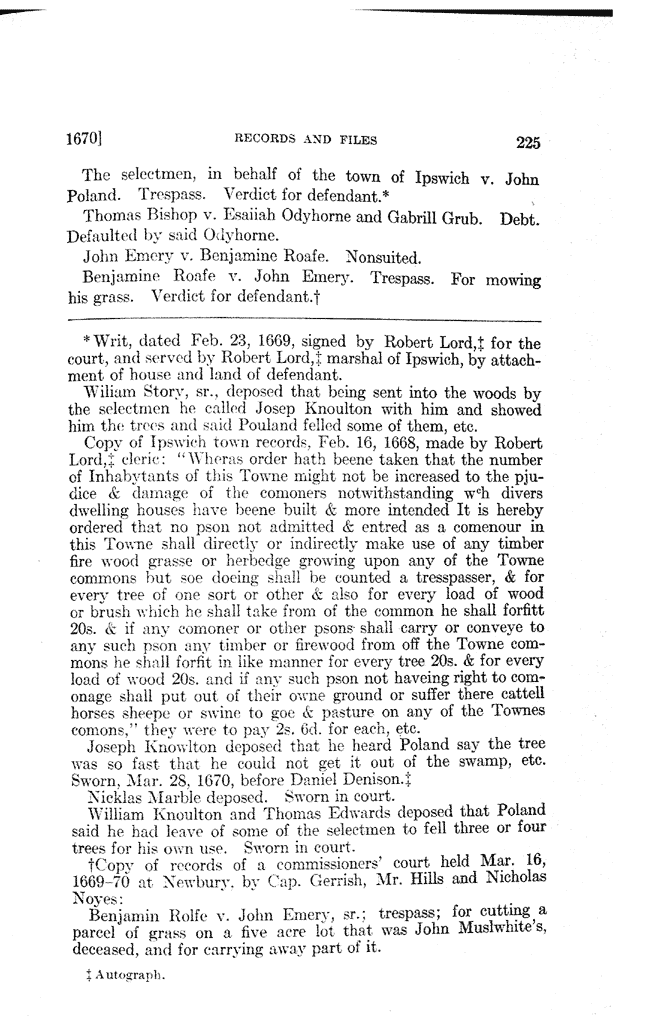 1670] RECORDS AND FILES 225
The selectmen, in behalf of the town of Ipswich v. John
Poland. Trespass. Verdict for defendant.*
Thomas Bishop v. Esaiiah Odyhorne and Gabrill Grub. Debt.
Defaulted by said Odyhorne.
John Emery v. Benjamine Roafe. Nonsuited.
Benjamine Roafe v. John Emery. Trespass. For mowing
his grass. Verdict for defendant.†
*Writ, dated Feb. 23, 1669, signed by Robert Lord,‡ for the
court, and served by Robert Lord,‡ marshal of Ipswich, by attach-
ment of house and land of defendant.
Wiliam Story, sr., deposed that being sent into the woods by
the selectmen he called Josep Knoulton with him and showed
him the trees and said Pouland felled some of them, etc.
Copy of Ipswich town records, Feb. 16, 1668, made by Robert
Lord,‡ cleric: "Wheras order hath beene taken that the number
of Inhabytants of this Towne might not be increased to the pju-
dice & damage of the comoners notwithstanding wᶜh divers
dwelling houses have beene built & more intended It is hereby
ordered that no pson not admitted & entred as a comenour in
this Towne shall directly or indirectly make use of any timber
fire wood grasse or herbedge growing upon any of the Towne
commons but soe doeing shall be counted a tresspasser, & for
every tree of one sort or other & also for every load of wood
or brush which he shall take from of the common he shall forfitt
20s. & if any comoner or other psons shall carry or conveye to
any such pson any timber or firewood from off the Towne com-
mons he shall forfit in like manner for every tree 20s. & for every
load of wood 20s. and if any such pson not haveing right to com-
onage shall put out of their owne ground or suffer there cattell
horses sheepe or swine to goe & pasture on any of the Townes
comons," they were to pay 2s. 6d. for each, etc.
Joseph Knowlton deposed that he heard Poland say the tree
was so fast that he could not get it out of the swamp, etc.
Sworn, Mar. 28, 1670, before Daniel Denison.‡
Nicklas Marble deposed. Sworn in court.
William Knoulton and Thomas Edwards deposed that Poland
said he had leave of some of the selectmen to fell three or four
trees for his own use. Sworn in court.
†Copy of records of a commissioners' court held Mar. 16,
1669-70 at Newbury, by Cap. Gerrish, Mr. Hills and Nicholas
Noyes:
Benjamin Rolfe v. John Emery, sr.; trespass; for cutting a
parcel of grass on a five acre lot that was John Muslwhite's,
deceased, and for carrying away part of it.
‡ Autograph.